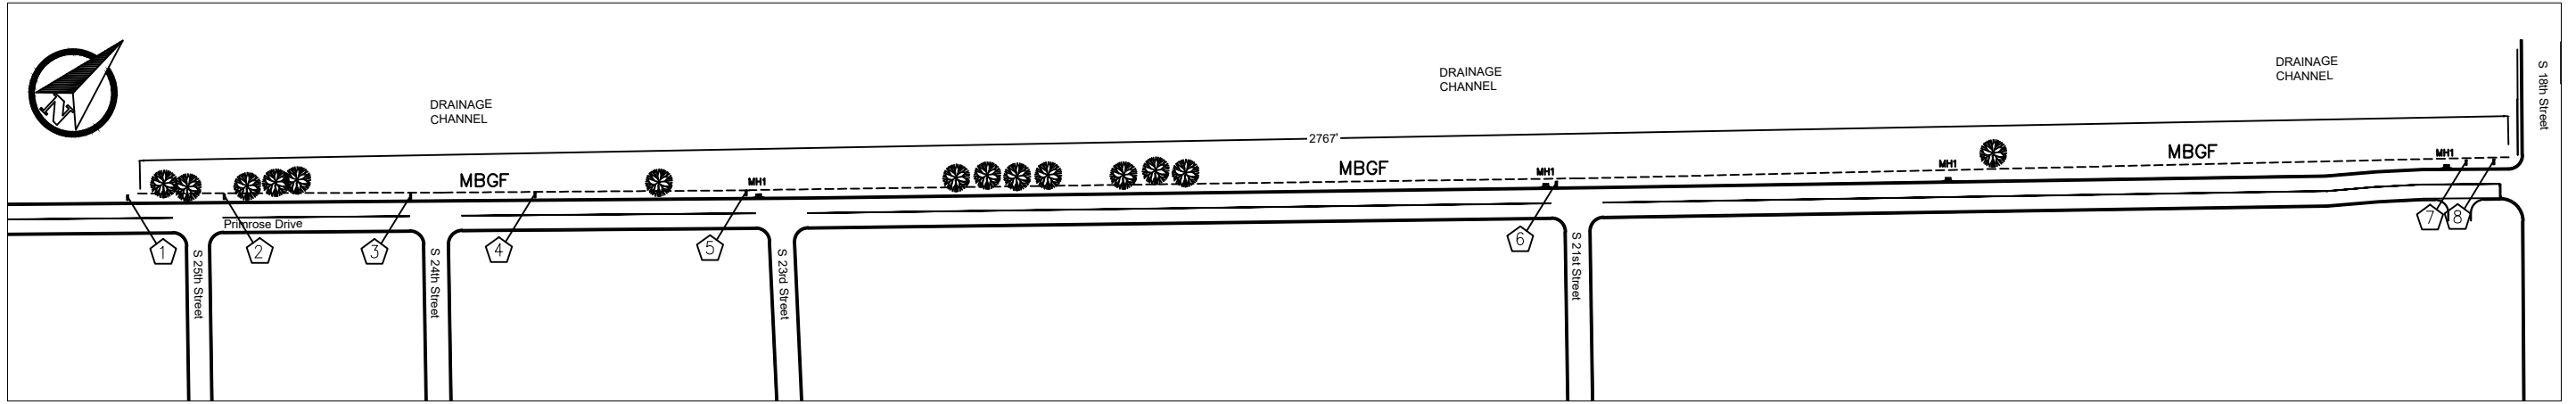 N
DRAINAGE
CHANNEL
DRAINAGE
CHANNEL
DRAINAGE
CHANNEL
S 18th Street
2767'
MBGF
MH1
MBGF
MH1
MH1
MBGF
MH1
Primrose Drive
1
2
3
4
5
6
7
8
S 25th Street
S 24th Street
S 23rd Street
S 21st Street